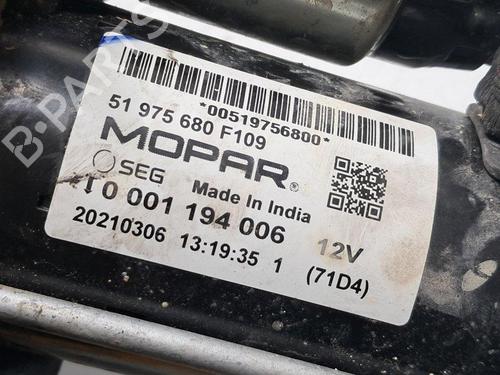 *00519756800*
51 975 680 F109
MOPAR®
SEG Made In India
T0 001 194 006 12V
20210306 13:19:35 1 (71D4)
B-PARTS